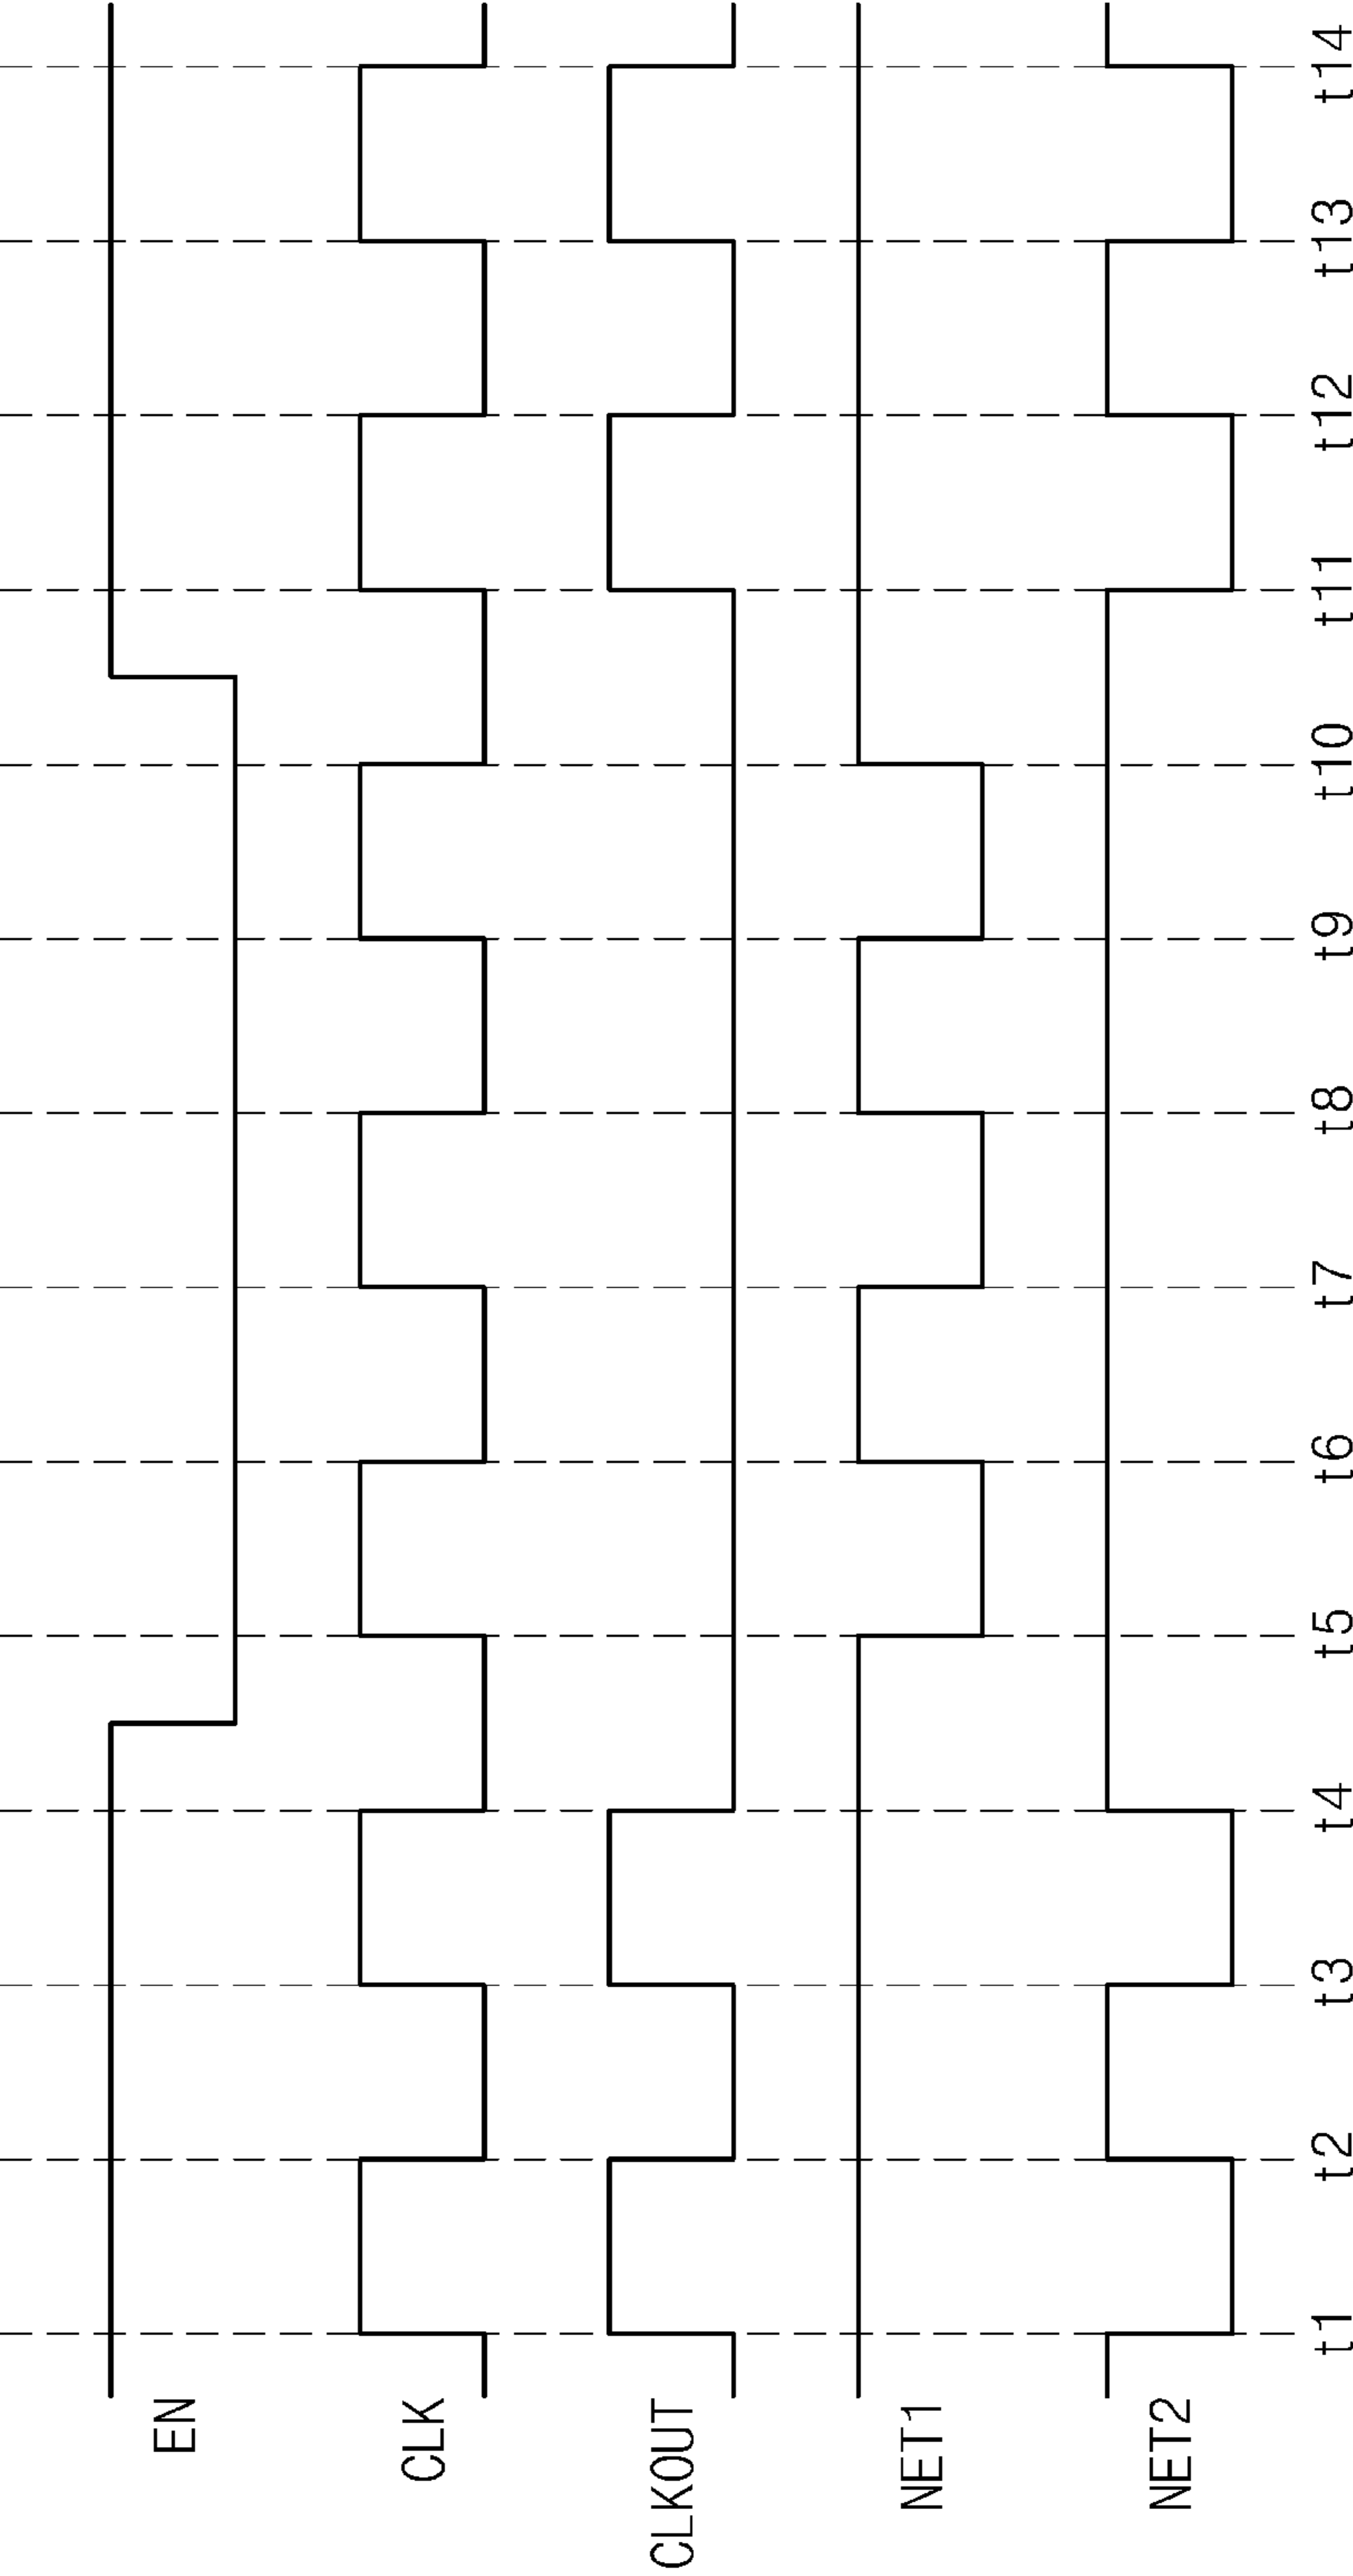 EN
CLK
CLKOUT
NET1
NET2
t1 t2 t3 t4 t5 t6 t7 t8 t9 t10 t11 t12 t13 t14